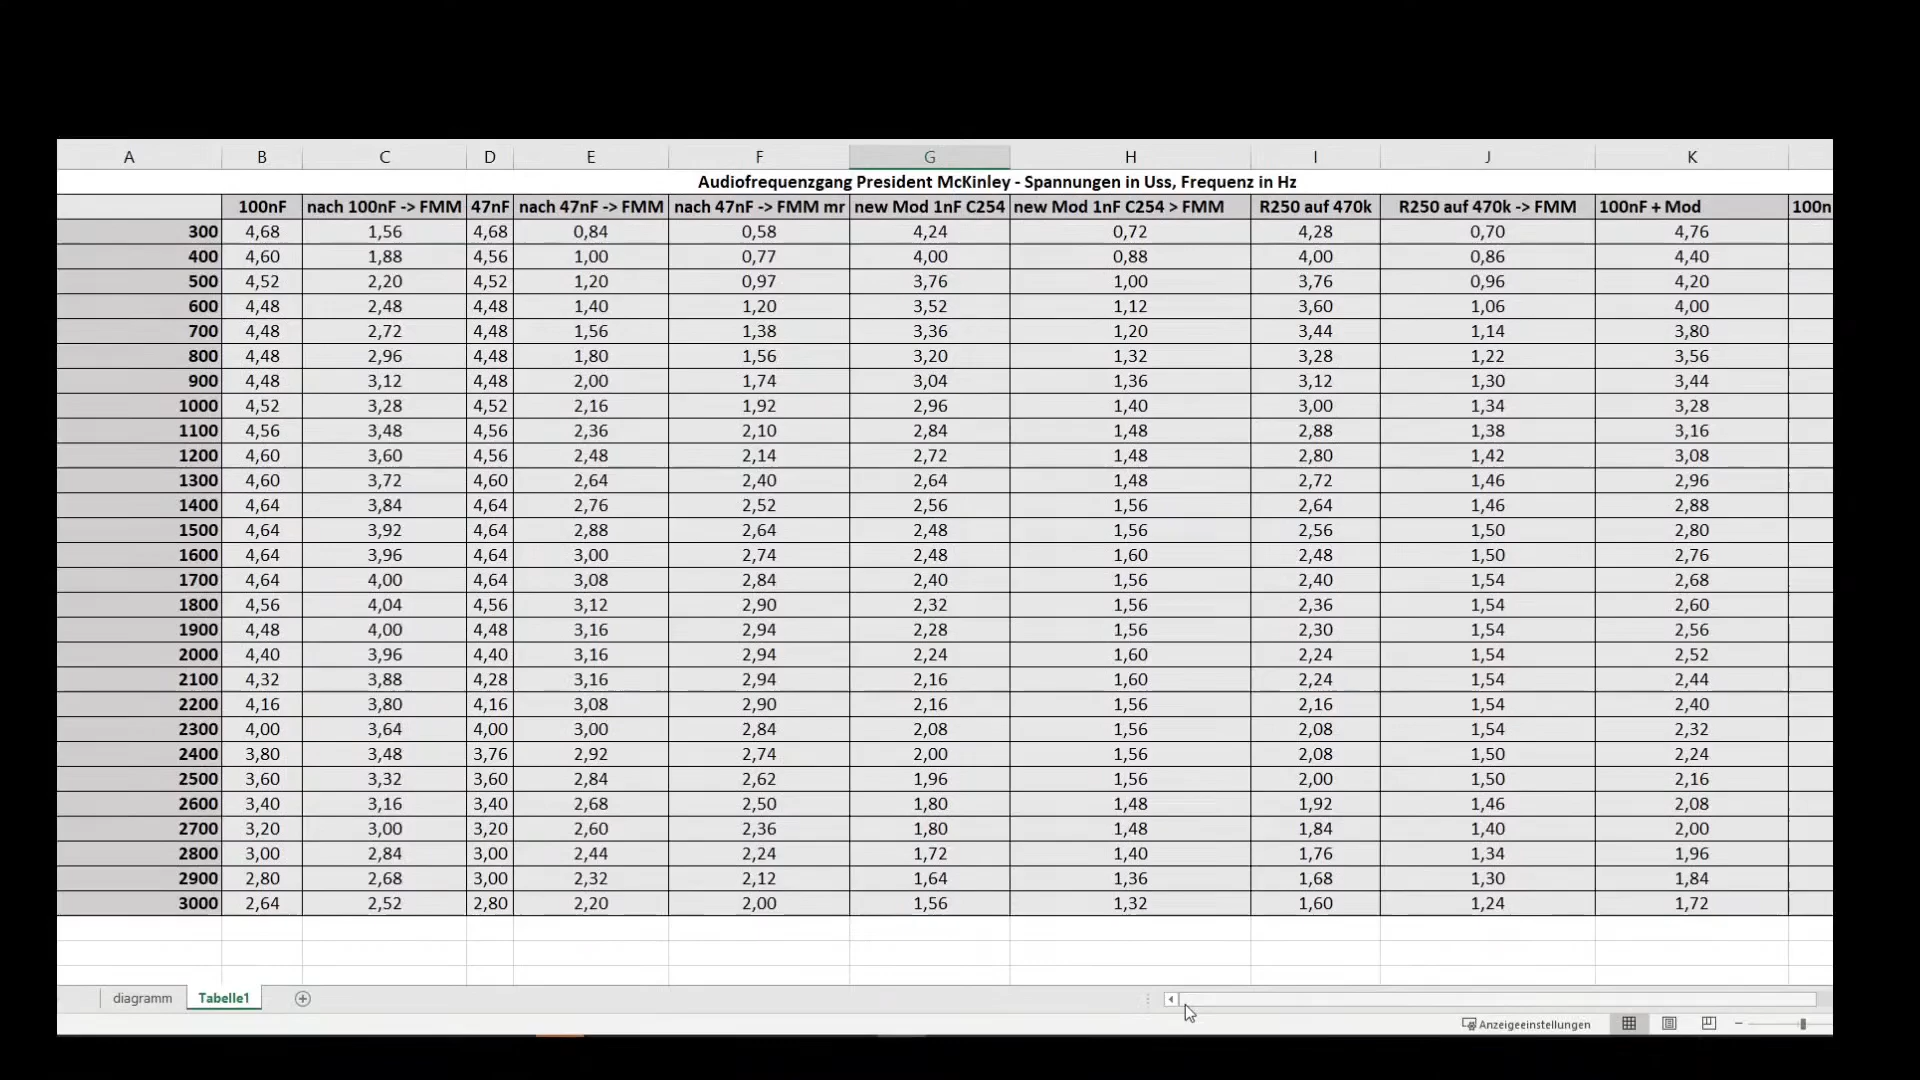 A B C D E F G H I J K
Audiofrequenzgang President McKinley - Spannungen in Uss, Frequenz in Hz
100nF nach 100nF -> FMM 47nF nach 47nF -> FMM nach 47nF -> FMM mr new Mod 1nF C254 new Mod 1nF C254 > FMM R250 auf 470k R250 auf 470k -> FMM 100nF + Mod 100n
300 4,68 1,56 4,68 0,84 0,58 4,24 0,72 4,28 0,70 4,76
400 4,60 1,88 4,56 1,00 0,77 4,00 0,88 4,00 0,86 4,40
500 4,52 2,20 4,52 1,20 0,97 3,76 1,00 3,76 0,96 4,20
600 4,48 2,48 4,48 1,40 1,20 3,52 1,12 3,60 1,06 4,00
700 4,48 2,72 4,48 1,56 1,38 3,36 1,20 3,44 1,14 3,80
800 4,48 2,96 4,48 1,80 1,56 3,20 1,32 3,28 1,22 3,56
900 4,48 3,12 4,48 2,00 1,74 3,04 1,36 3,12 1,30 3,44
1000 4,52 3,28 4,52 2,16 1,92 2,96 1,40 3,00 1,34 3,28
1100 4,56 3,48 4,56 2,36 2,10 2,84 1,48 2,88 1,38 3,16
1200 4,60 3,60 4,56 2,48 2,14 2,72 1,48 2,80 1,42 3,08
1300 4,60 3,72 4,60 2,64 2,40 2,64 1,48 2,72 1,46 2,96
1400 4,64 3,84 4,64 2,76 2,52 2,56 1,56 2,64 1,46 2,88
1500 4,64 3,92 4,64 2,88 2,64 2,48 1,56 2,56 1,50 2,80
1600 4,64 3,96 4,64 3,00 2,74 2,48 1,60 2,48 1,50 2,76
1700 4,64 4,00 4,64 3,08 2,84 2,40 1,56 2,40 1,54 2,68
1800 4,56 4,04 4,56 3,12 2,90 2,32 1,56 2,36 1,54 2,60
1900 4,48 4,00 4,48 3,16 2,94 2,28 1,56 2,30 1,54 2,56
2000 4,40 3,96 4,40 3,16 2,94 2,24 1,60 2,24 1,54 2,52
2100 4,32 3,88 4,28 3,16 2,94 2,16 1,60 2,24 1,54 2,44
2200 4,16 3,80 4,16 3,08 2,90 2,16 1,56 2,16 1,54 2,40
2300 4,00 3,64 4,00 3,00 2,84 2,08 1,56 2,08 1,54 2,32
2400 3,80 3,48 3,76 2,92 2,74 2,00 1,56 2,08 1,50 2,24
2500 3,60 3,32 3,60 2,84 2,62 1,96 1,56 2,00 1,50 2,16
2600 3,40 3,16 3,40 2,68 2,50 1,80 1,48 1,92 1,46 2,08
2700 3,20 3,00 3,20 2,60 2,36 1,80 1,48 1,84 1,40 2,00
2800 3,00 2,84 3,00 2,44 2,24 1,72 1,40 1,76 1,34 1,96
2900 2,80 2,68 3,00 2,32 2,12 1,64 1,36 1,68 1,30 1,84
3000 2,64 2,52 2,80 2,20 2,00 1,56 1,32 1,60 1,24 1,72
diagramm Tabelle1
Anzeigeeinstellungen